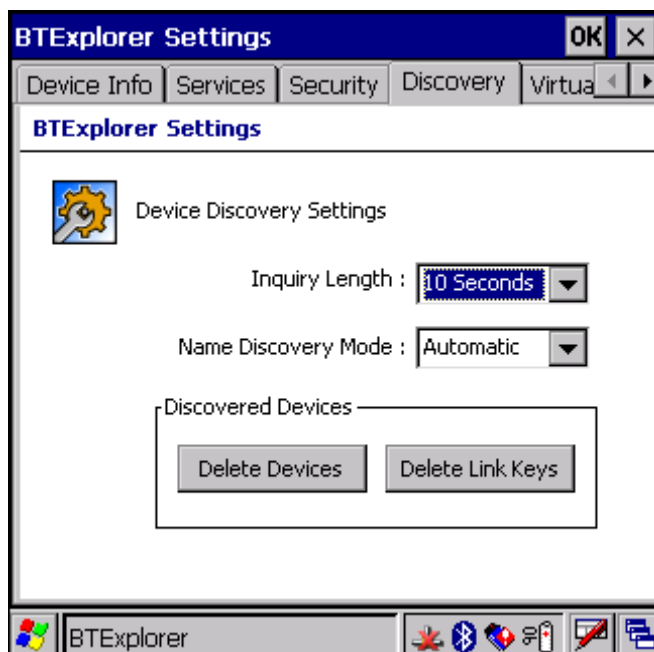 BTExplorer Settings OK
Device Info Services Security Discovery Virtua
BTExplorer Settings
Device Discovery Settings
Inquiry Length : 10 Seconds
Name Discovery Mode : Automatic
Discovered Devices
Delete Devices Delete Link Keys
BTExplorer